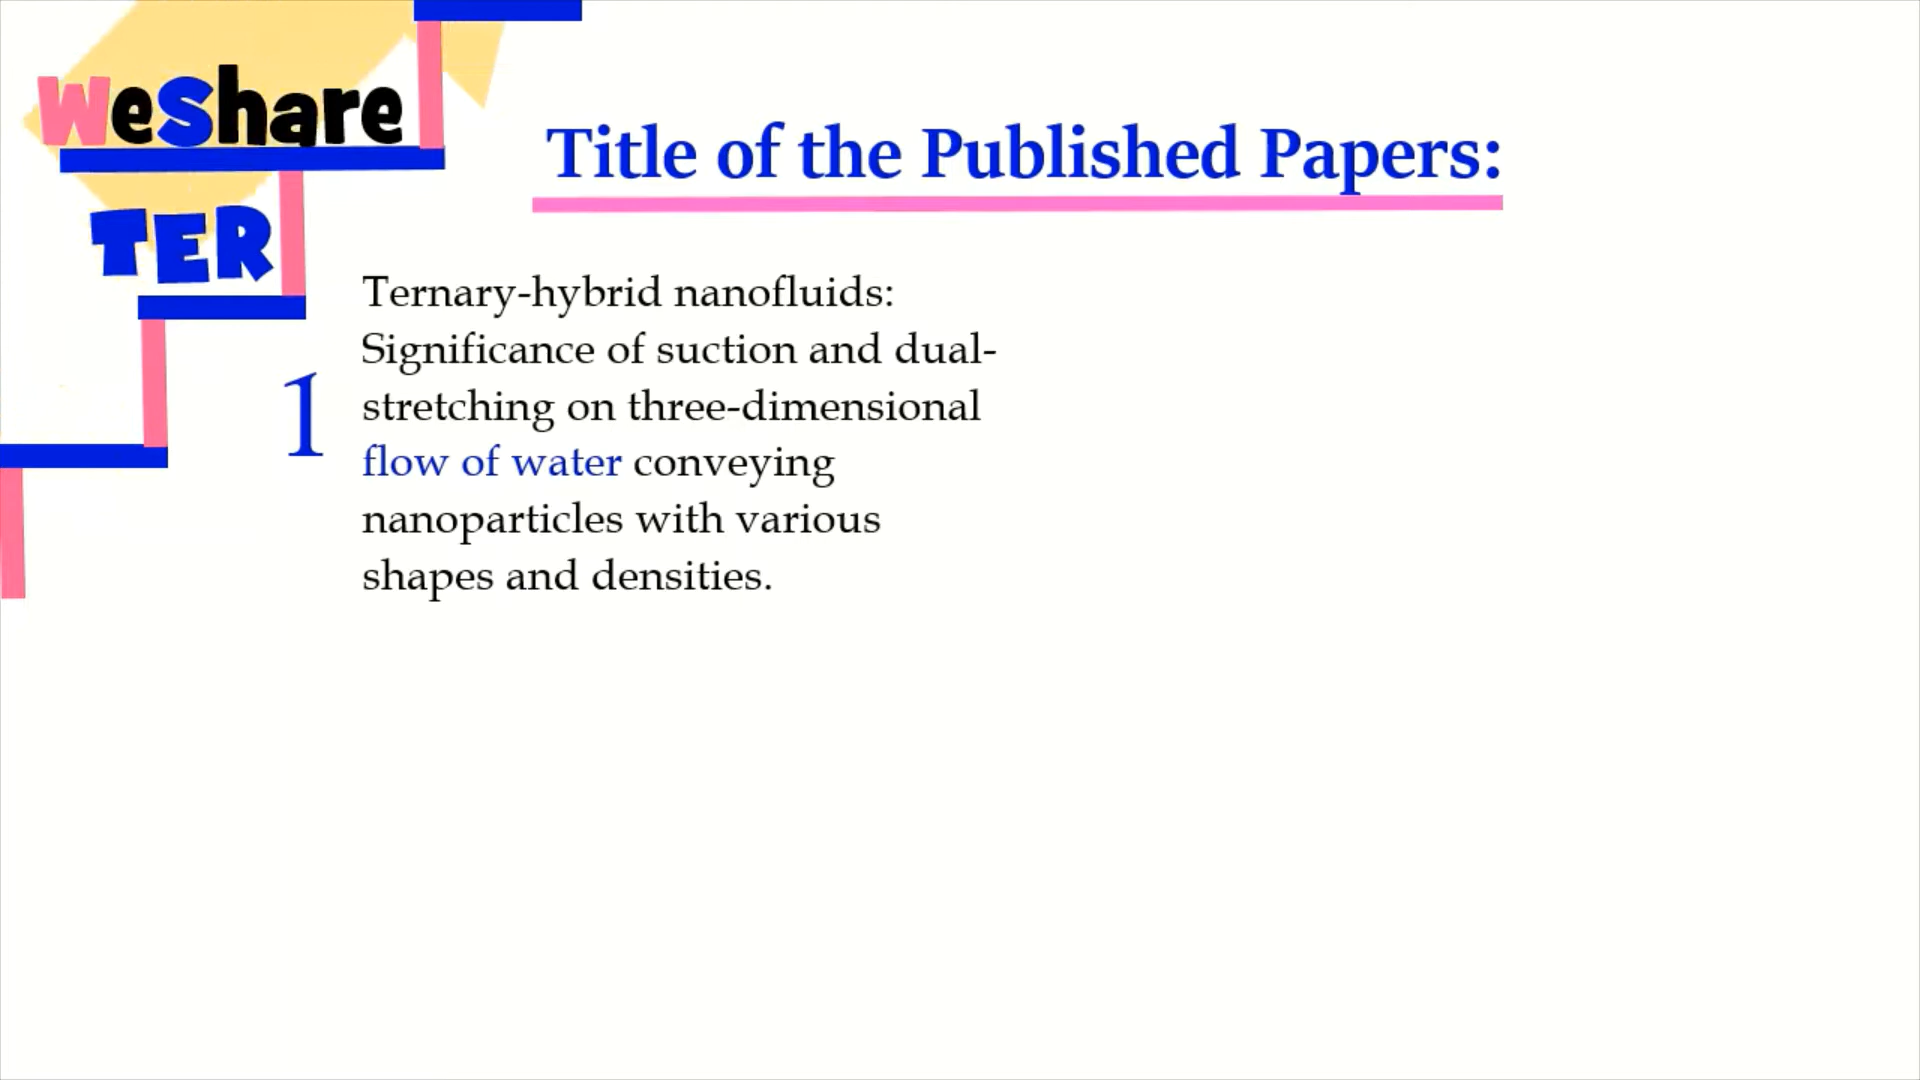 WeShare
TER
Title of the Published Papers:
1
Ternary-hybrid nanofluids:
Significance of suction and dual-
stretching on three-dimensional
flow of water conveying
nanoparticles with various
shapes and densities.